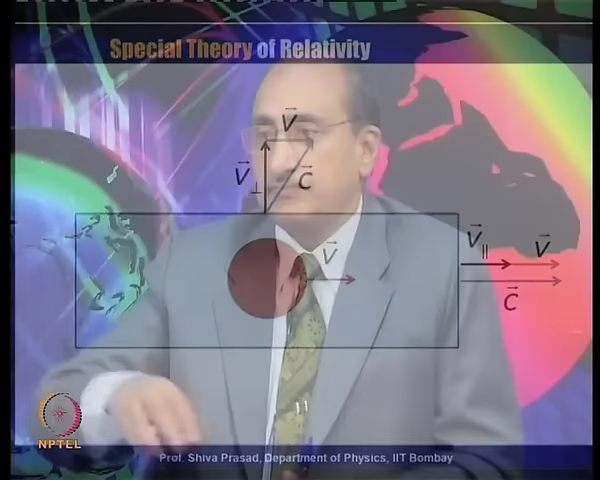 Special Theory of Relativity
V
V⊥
C
V
V||
V
C
NPTEL
Prof. Shiva Prasad, Department of Physics, IIT Bombay